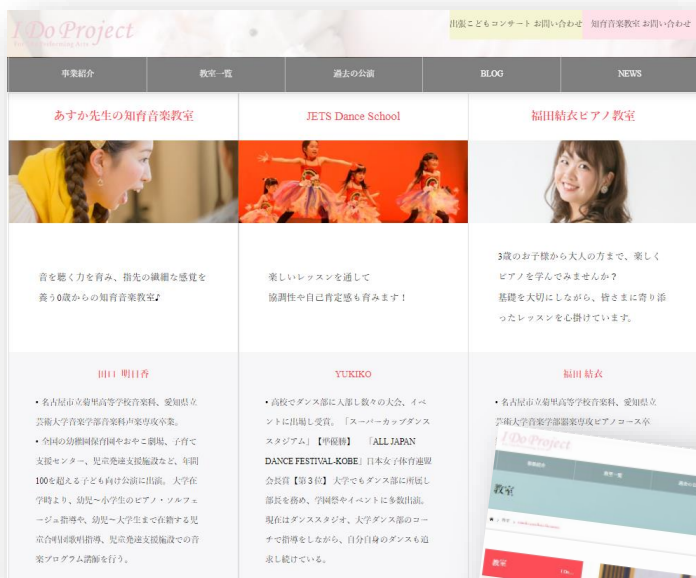 I Do Project
出張こどもコンサート お問い合わせ
知育音楽教室 お問い合わせ
事業紹介
教室一覧
過去の公演
BLOG
NEWS
あすか先生の知育音楽教室
音を聴く力を育み、指先の繊細な感覚を
養う0歳からの知育音楽教室♪
田口 明日香
• 名古屋市立菊里高等学校音楽科、愛知県立
芸術大学音楽学部音楽科声楽専攻卒業。
• 全国の幼稚園保育園やおやこ劇場、子育て
支援センター、児童発達支援施設など、年間
100を超える子ども向け公演に出演。 大学在
学時より、幼児～小学生のピアノ・ソルフェ
ージュ指導や、幼児～大学生まで在籍する児
童合唱団歌唱指導、児童発達支援施設での音
楽プログラム講師を行う。
JETS Dance School
楽しいレッスンを通して
協調性や自己肯定感も育みます！
YUKIKO
• 高校でダンス部に入部し数々の大会、イベ
ントに出場し受賞。 「スーパーカップダンス
スタジアム」【準優勝】 「ALL JAPAN
DANCE FESTIVAL-KOBE」日本女子体育連盟
会長賞【第３位】 大学でもダンス部に所属し
部長を務め、学園祭やイベントに多数出演。
現在はダンススタジオ、大学ダンス部のコー
チで指導をしながら、自分自身のダンスも追
求し続けている。
福田結衣ピアノ教室
3歳のお子様から大人の方まで、楽しく
ピアノを学んでみませんか？
基礎を大切にしながら、皆さまに寄り添
ったレッスンを心掛けています。
福田 結衣
• 名古屋市立菊里高等学校音楽科、愛知県立
芸術大学音楽学部器楽専攻ピアノコース卒
I Do Project
事業紹介
教室一覧
教室
教室